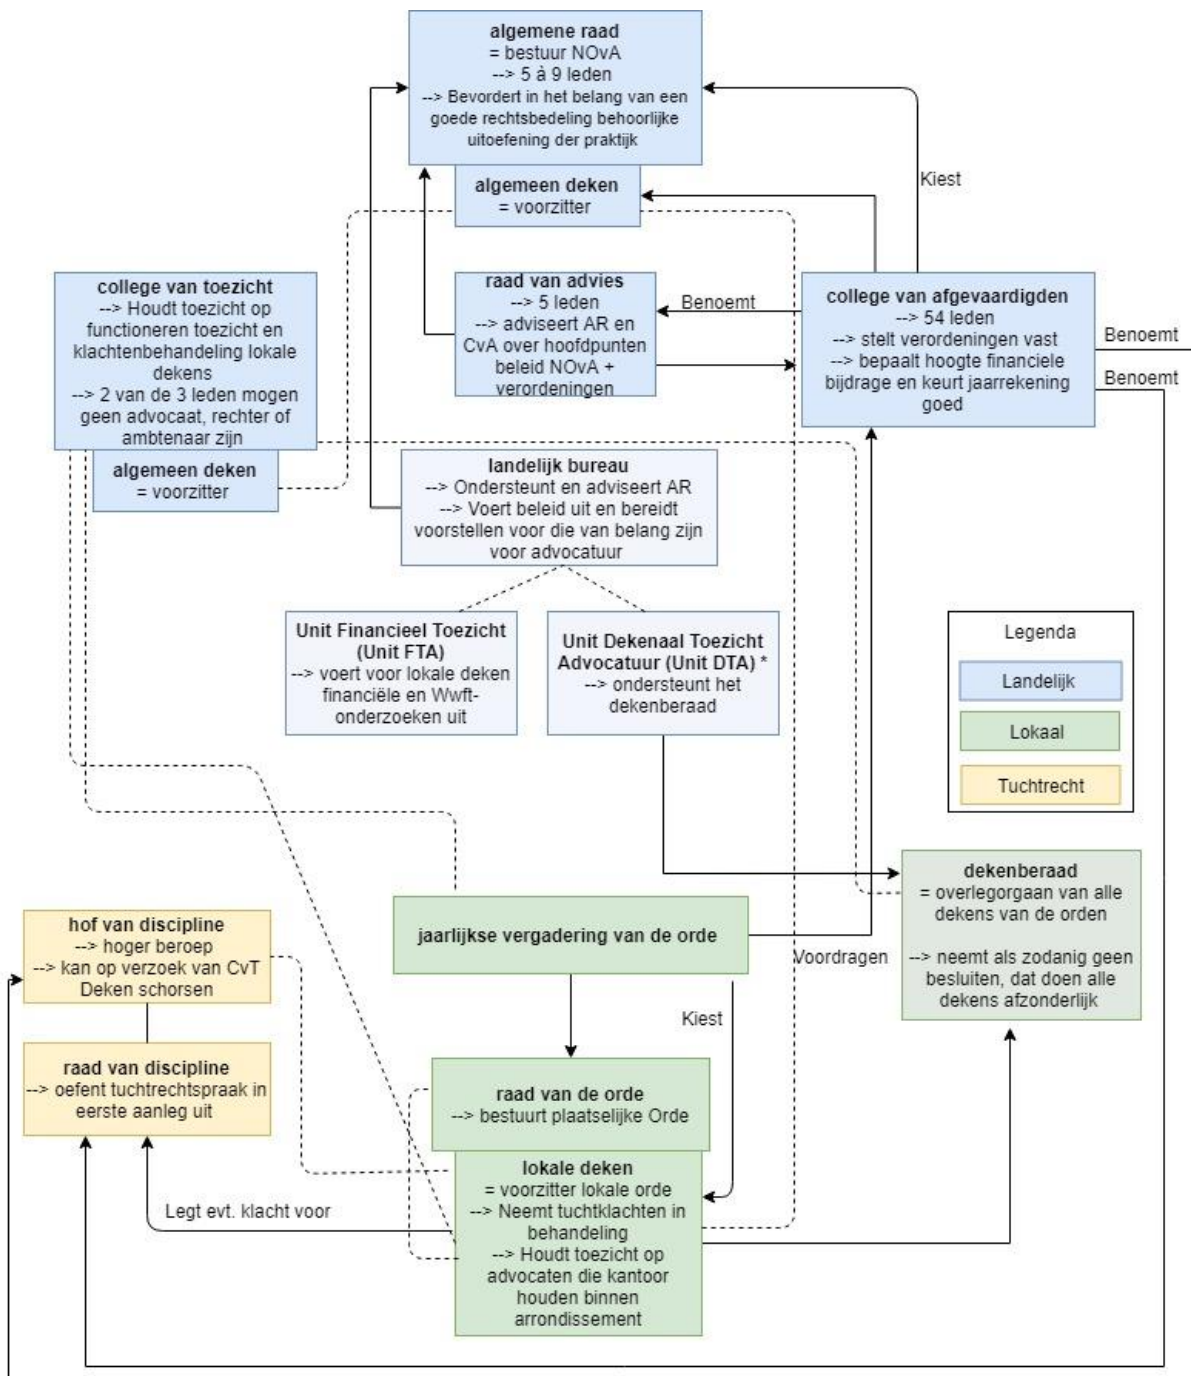 algemene raad
= bestuur NOvA
--> 5 à 9 leden
--> Bevordert in het belang van een
goede rechtsbedeling behoorlijke
uitoefening der praktijk
Kiest
algemeen deken
= voorzitter
college van toezicht
--> Houdt toezicht op
functioneren toezicht en
klachtenbehandeling lokale
dekens
--> 2 van de 3 leden mogen
geen advocaat, rechter of
ambtenaar zijn
algemeen deken
= voorzitter
raad van advies
--> 5 leden
--> adviseert AR en
CvA over hoofdpunten
beleid NOvA +
verordeningen
Benoemt
college van afgevaardigden
--> 54 leden
--> stelt verordeningen vast
--> bepaalt hoogte financiele
bijdrage en keurt jaarrekening
goed
Benoemt
Benoemt
landelijk bureau
--> Ondersteunt en adviseert AR
--> Voert beleid uit en bereidt
voorstellen voor die van belang zijn
voor advocatuur
Unit Financieel Toezicht
(Unit FTA)
--> voert voor lokale deken
financiële en Wwft-
onderzoeken uit
Unit Dekenaal Toezicht
Advocatuur (Unit DTA) *
--> ondersteunt het
dekenberaad
Legenda
Landelijk
Lokaal
Tuchtrecht
dekenberaad
= overlegorgaan van alle
dekens van de orden
--> neemt als zodanig geen
besluiten, dat doen alle
dekens afzonderlijk
jaarlijkse vergadering van de orde
Voordragen
Kiest
hof van discipline
--> hoger beroep
--> kan op verzoek van CvT
Deken schorsen
raad van discipline
--> oefent tuchtrechtspraak in
eerste aanleg uit
raad van de orde
--> bestuurt plaatselijke Orde
lokale deken
= voorzitter lokale orde
--> Neemt tuchtklachten in
behandeling
--> Houdt toezicht op
advocaten die kantoor
houden binnen
arrondissement
Legt evt. klacht voor